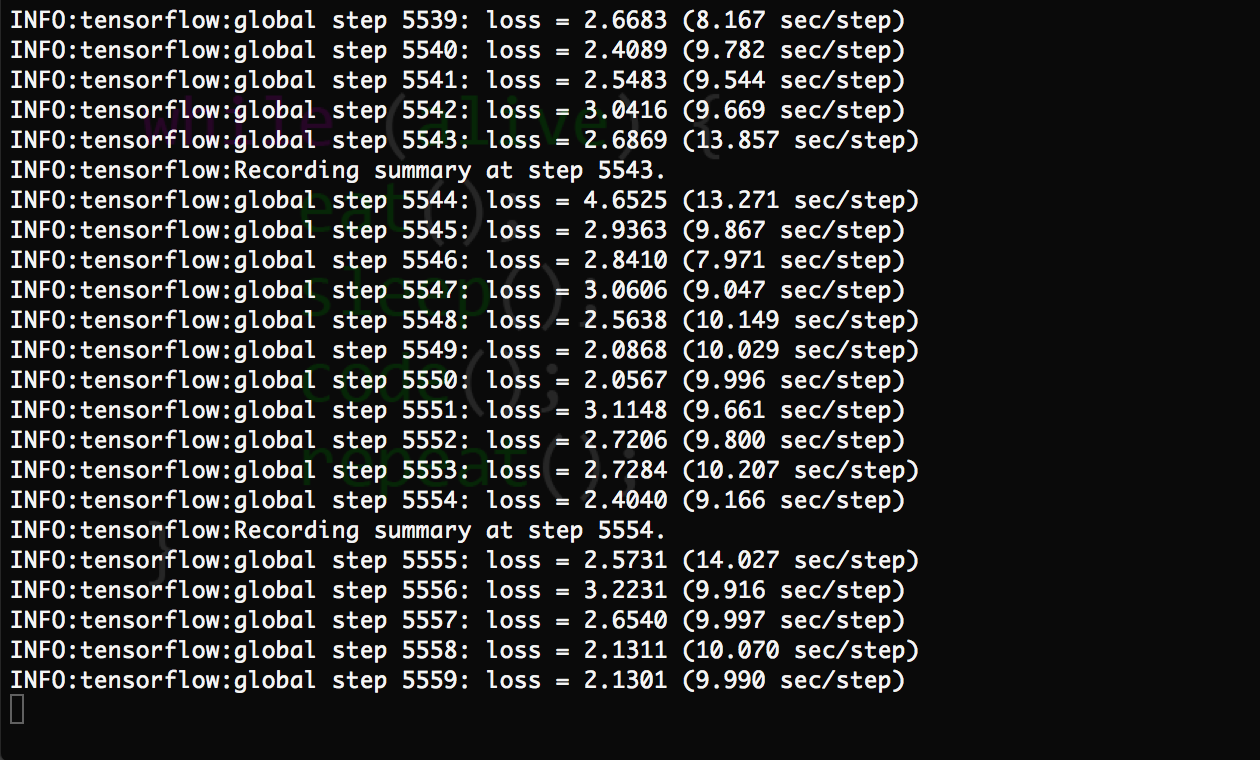 INFO:tensorflow:global step 5539: loss = 2.6683 (8.167 sec/step)
INFO:tensorflow:global step 5540: loss = 2.4089 (9.782 sec/step)
INFO:tensorflow:global step 5541: loss = 2.5483 (9.544 sec/step)
INFO:tensorflow:global step 5542: loss = 3.0416 (9.669 sec/step)
INFO:tensorflow:global step 5543: loss = 2.6869 (13.857 sec/step)
INFO:tensorflow:Recording summary at step 5543.
INFO:tensorflow:global step 5544: loss = 4.6525 (13.271 sec/step)
INFO:tensorflow:global step 5545: loss = 2.9363 (9.867 sec/step)
INFO:tensorflow:global step 5546: loss = 2.8410 (7.971 sec/step)
INFO:tensorflow:global step 5547: loss = 3.0606 (9.047 sec/step)
INFO:tensorflow:global step 5548: loss = 2.5638 (10.149 sec/step)
INFO:tensorflow:global step 5549: loss = 2.0868 (10.029 sec/step)
INFO:tensorflow:global step 5550: loss = 2.0567 (9.996 sec/step)
INFO:tensorflow:global step 5551: loss = 3.1148 (9.661 sec/step)
INFO:tensorflow:global step 5552: loss = 2.7206 (9.800 sec/step)
INFO:tensorflow:global step 5553: loss = 2.7284 (10.207 sec/step)
INFO:tensorflow:global step 5554: loss = 2.4040 (9.166 sec/step)
INFO:tensorflow:Recording summary at step 5554.
INFO:tensorflow:global step 5555: loss = 2.5731 (14.027 sec/step)
INFO:tensorflow:global step 5556: loss = 3.2231 (9.916 sec/step)
INFO:tensorflow:global step 5557: loss = 2.6540 (9.997 sec/step)
INFO:tensorflow:global step 5558: loss = 2.1311 (10.070 sec/step)
INFO:tensorflow:global step 5559: loss = 2.1301 (9.990 sec/step)
while (alive) {
eat();
sleep();
code();
repeat();
}